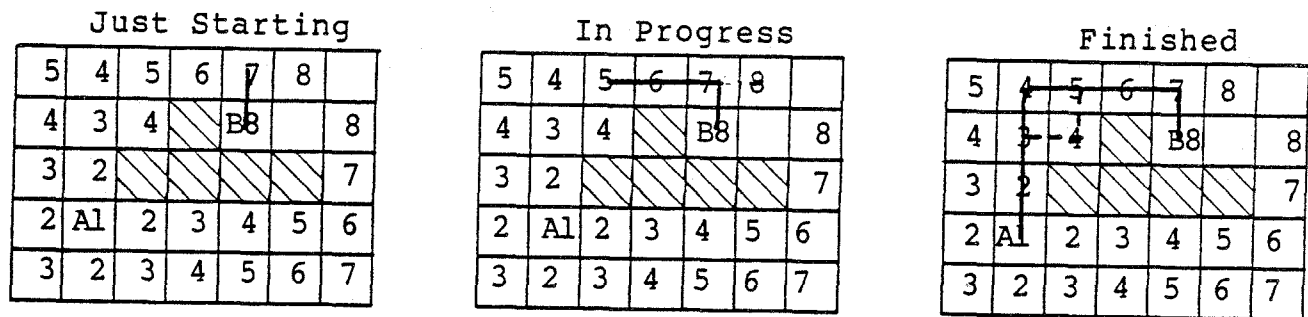 Just Starting
5 4 5 6 7 8
4 3 4 B8 8
3 2 7
2 A1 2 3 4 5 6
3 2 3 4 5 6 7
In Progress
5 4 5 6 7 8
4 3 4 B8 8
3 2 7
2 A1 2 3 4 5 6
3 2 3 4 5 6 7
Finished
5 4 5 6 7 8
4 3 4 B8 8
3 2 7
2 A1 2 3 4 5 6
3 2 3 4 5 6 7